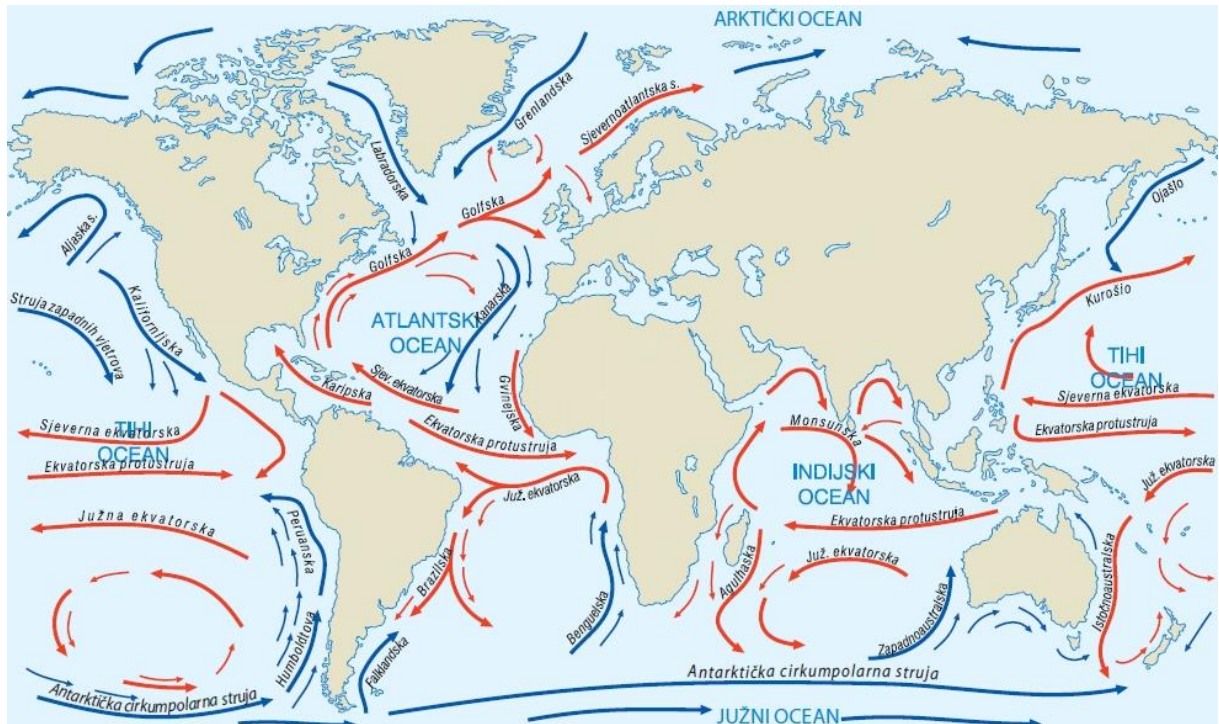 ARKTIČKI OCEAN
Grenlandska
Sjevernoatlantska s.
Labradorska
Golfska
Golfska
Aljaska s.
Ojašlo
Kurošio
Kalifornijska
Struja zapadnih vjetrova
ATLANTSKI
OCEAN
Kanarska
TIHI
OCEAN
Gvinejska
Sjev. ekvatorska
Karipska
Sjeverna ekvatorska
Monsunska
Sjeverna ekvatorska
TIHI
OCEAN
Ekvatorska protustruja
Ekvatorska protustruja
Ekvatorska protustruja
INDIJSKI
OCEAN
Juž. ekvatorska
Juž. ekvatorska
Južna ekvatorska
Peruanska
Ekvatorska protustruja
Juž. ekvatorska
Brazilska
Agulhaska
Istočnoaustralska
Benguelska
Zapadnoaustralska
Humboldtova
Falklandska
Antarktička cirkumpolarna struja
Antarktička cirkumpolarna struja
JUŽNI OCEAN